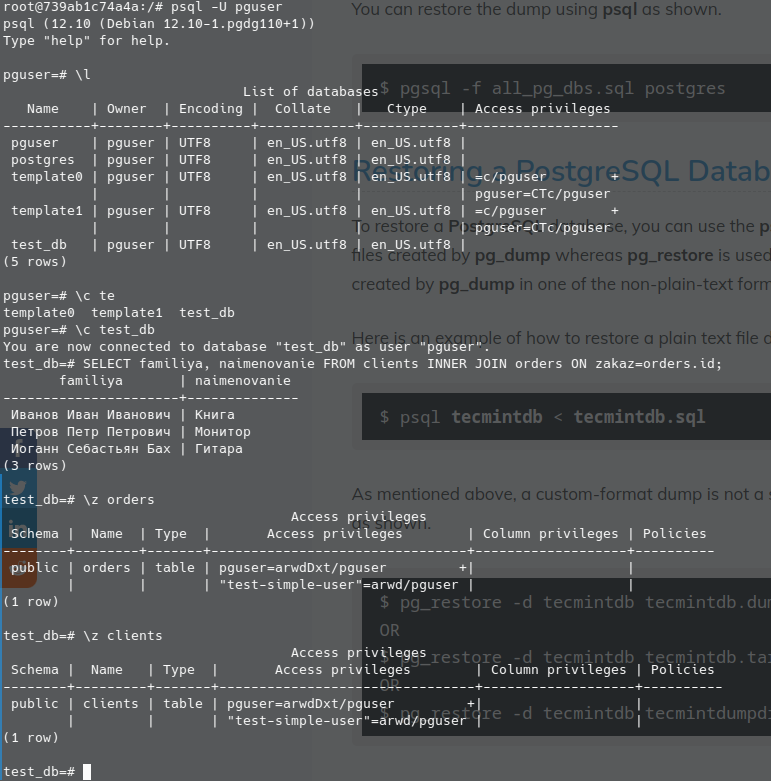 root@739ab1c74a4a:/# psql -U pguser
psql (12.10 (Debian 12.10-1.pgdg110+1))
Type "help" for help.
pguser=# \l
List of databases
Name | Owner | Encoding | Collate | Ctype | Access privileges
-----------+--------+----------+------------+------------+-------------------
pguser | pguser | UTF8 | en_US.utf8 | en_US.utf8 |
postgres | pguser | UTF8 | en_US.utf8 | en_US.utf8 |
template0 | pguser | UTF8 | en_US.utf8 | en_US.utf8 | =c/pguser +
| | | | | pguser=CTc/pguser
template1 | pguser | UTF8 | en_US.utf8 | en_US.utf8 | =c/pguser +
| | | | | pguser=CTc/pguser
test_db | pguser | UTF8 | en_US.utf8 | en_US.utf8 |
(5 rows)
pguser=# \c te
template0 template1 test_db
pguser=# \c test_db
You are now connected to database "test_db" as user "pguser".
test_db=# SELECT familiya, naimenovanie FROM clients INNER JOIN orders ON zakaz=orders.id;
familiya | naimenovanie
----------------------+--------------
Иванов Иван Иванович | Книга
Петров Петр Петрович | Монитор
Иоганн Себастьян Бах | Гитара
(3 rows)
test_db=# \z orders
Access privileges
Schema | Name | Type | Access privileges | Column privileges | Policies
--------+--------+-------+--------------------------------+-------------------+----------
public | orders | table | pguser=arwdDxt/pguser +| |
| | | "test-simple-user"=arwd/pguser | |
(1 row)
test_db=# \z clients
Access privileges
Schema | Name | Type | Access privileges | Column privileges | Policies
--------+---------+-------+--------------------------------+-------------------+----------
public | clients | table | pguser=arwdDxt/pguser +| |
| | | "test-simple-user"=arwd/pguser | |
(1 row)
test_db=#
You can restore the dump using psql as shown.
$ pgsql -f all_pg_dbs.sql postgres
Restoring a PostgreSQL Datab
To restore a PostgreSQL database, you can use the p
files created by pg_dump whereas pg_restore is used
created by pg_dump in one of the non-plain-text form
Here is an example of how to restore a plain text file d
$ psql tecmintdb < tecmintdb.sql
As mentioned above, a custom-format dump is not a s
as shown.
$ pg_restore -d tecmintdb tecmintdb.dum
OR
$ pg_restore -d tecmintdb tecmintdb.tar
OR
$ pg_restore -d tecmintdb tecmintdumpdi